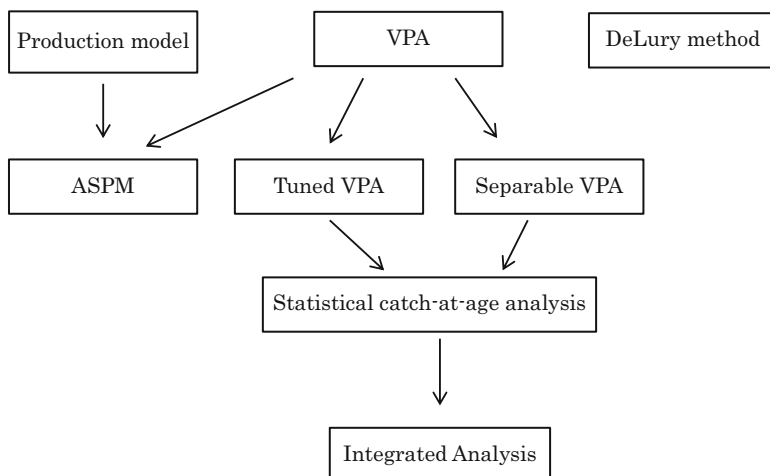 Production model
VPA
DeLury method
ASPM
Tuned VPA
Separable VPA
Statistical catch-at-age analysis
Integrated Analysis